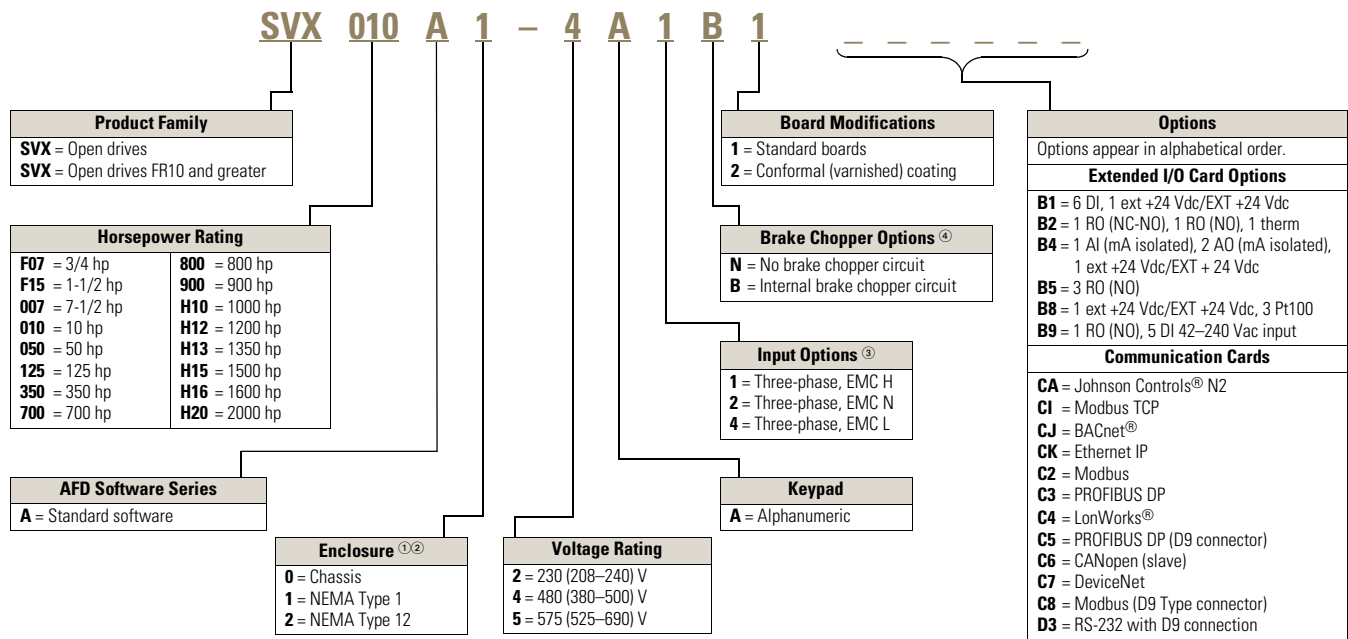 SVX 010 A 1 – 4 A 1 B 1 _ _ _ _ _ _
Product Family
SVX = Open drives
SVX = Open drives FR10 and greater
Horsepower Rating
F07 = 3/4 hp
F15 = 1-1/2 hp
007 = 7-1/2 hp
010 = 10 hp
050 = 50 hp
125 = 125 hp
350 = 350 hp
700 = 700 hp
800 = 800 hp
900 = 900 hp
H10 = 1000 hp
H12 = 1200 hp
H13 = 1350 hp
H15 = 1500 hp
H16 = 1600 hp
H20 = 2000 hp
AFD Software Series
A = Standard software
Enclosure ①②
0 = Chassis
1 = NEMA Type 1
2 = NEMA Type 12
Voltage Rating
2 = 230 (208–240) V
4 = 480 (380–500) V
5 = 575 (525–690) V
Board Modifications
1 = Standard boards
2 = Conformal (varnished) coating
Brake Chopper Options ④
N = No brake chopper circuit
B = Internal brake chopper circuit
Input Options ③
1 = Three-phase, EMC H
2 = Three-phase, EMC N
4 = Three-phase, EMC L
Keypad
A = Alphanumeric
Options
Options appear in alphabetical order.
Extended I/O Card Options
B1 = 6 DI, 1 ext +24 Vdc/EXT +24 Vdc
B2 = 1 RO (NC-NO), 1 RO (NO), 1 therm
B4 = 1 AI (mA isolated), 2 AO (mA isolated),
1 ext +24 Vdc/EXT + 24 Vdc
B5 = 3 RO (NO)
B8 = 1 ext +24 Vdc/EXT +24 Vdc, 3 Pt100
B9 = 1 RO (NO), 5 DI 42–240 Vac input
Communication Cards
CA = Johnson Controls® N2
CI = Modbus TCP
CJ = BACnet®
CK = Ethernet IP
C2 = Modbus
C3 = PROFIBUS DP
C4 = LonWorks®
C5 = PROFIBUS DP (D9 connector)
C6 = CANopen (slave)
C7 = DeviceNet
C8 = Modbus (D9 Type connector)
D3 = RS-232 with D9 connection